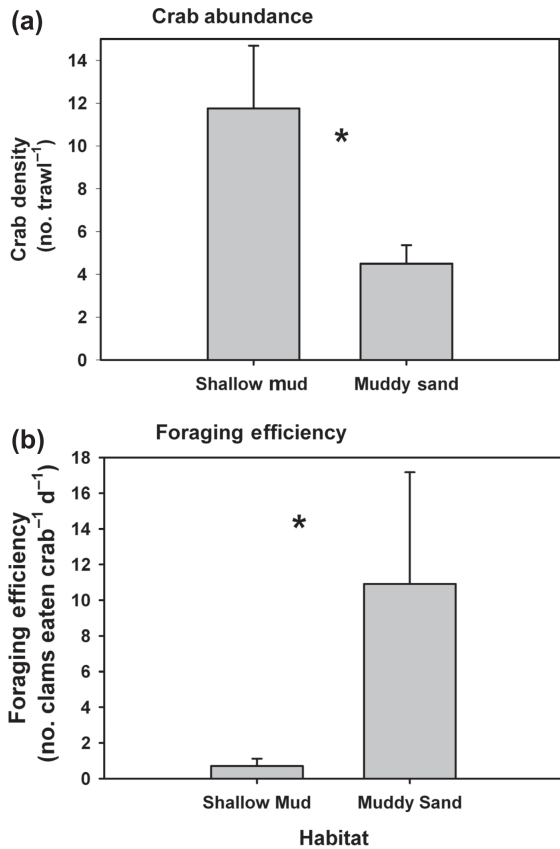 (a)
Crab abundance
Crab density
(no. trawl⁻¹)
14
12
10
8
6
4
2
0
*
Shallow mud Muddy sand
(b)
Foraging efficiency
Foraging efficiency
(no. clams eaten crab⁻¹ d⁻¹)
18
16
14
12
10
8
6
4
2
0
*
Shallow Mud Muddy Sand
Habitat